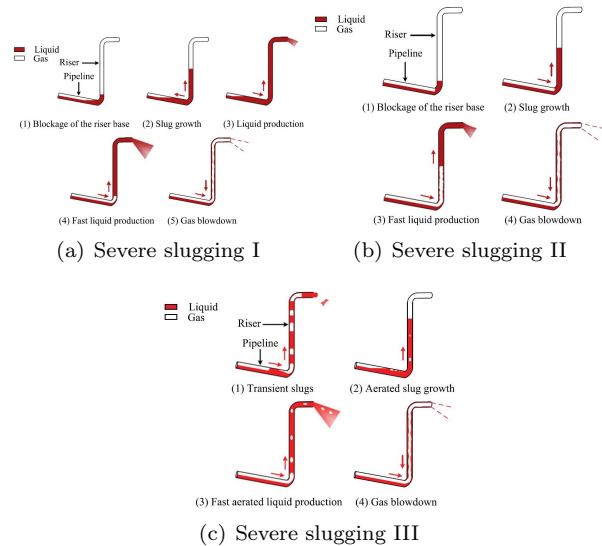 Liquid
Gas
Riser
Pipeline
(1) Blockage of the riser base
(2) Slug growth
(3) Liquid production
(4) Fast liquid production
(5) Gas blowdown
(a) Severe slugging I
Liquid
Gas
Riser
Pipeline
(1) Blockage of the riser base
(2) Slug growth
(3) Fast liquid production
(4) Gas blowdown
(b) Severe slugging II
Liquid
Gas
Riser
Pipeline
(1) Transient slugs
(2) Aerated slug growth
(3) Fast aerated liquid production
(4) Gas blowdown
(c) Severe slugging III